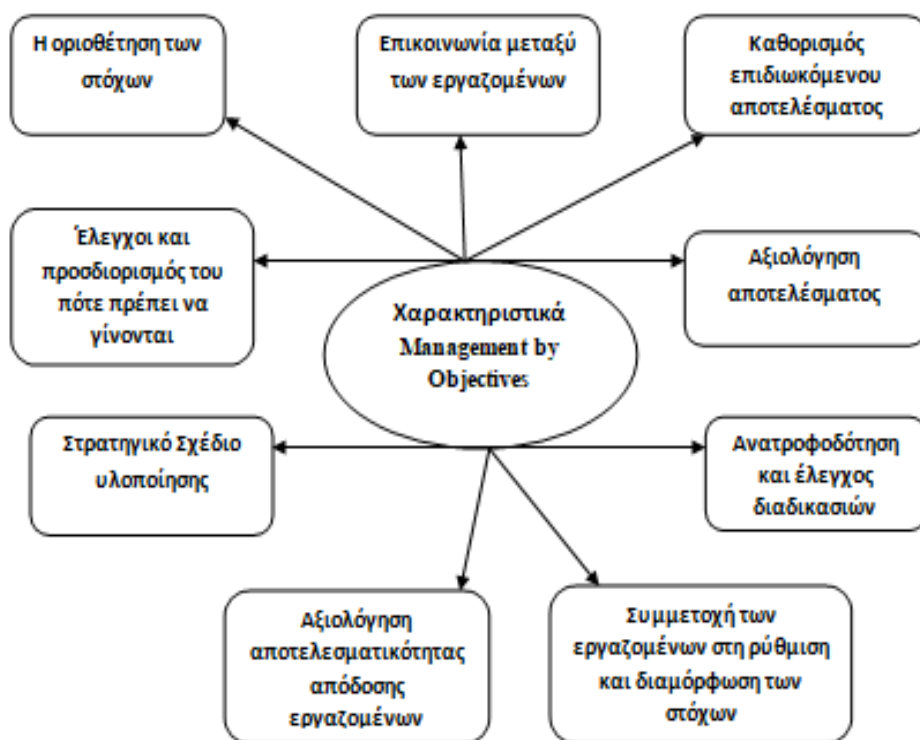 Η οριοθέτηση των
στόχων
Επικοινωνία μεταξύ
των εργαζομένων
Καθορισμός
επιδιωκόμενου
αποτελέσματος
Έλεγχοι και
προσδιορισμός του
πότε πρέπει να
γίνονται
Αξιολόγηση
αποτελέσματος
Χαρακτηριστικά
Management by
Objectives
Στρατηγικό Σχέδιο
υλοποίησης
Ανατροφοδότηση
και έλεγχος
διαδικασιών
Αξιολόγηση
αποτελεσματικότητας
απόδοσης
εργαζομένων
Συμμετοχή των
εργαζομένων στη ρύθμιση
και διαμόρφωση των
στόχων